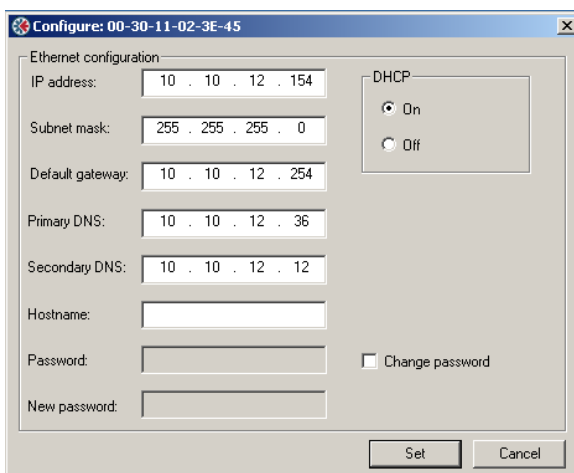 Configure: 00-30-11-02-3E-45
Ethernet configuration
IP address: 10 . 10 . 12 . 154
DHCP
On
Subnet mask: 255 . 255 . 255 . 0
Off
Default gateway: 10 . 10 . 12 . 254
Primary DNS: 10 . 10 . 12 . 36
Secondary DNS: 10 . 10 . 12 . 12
Hostname:
Password:
Change password
New password:
Set Cancel